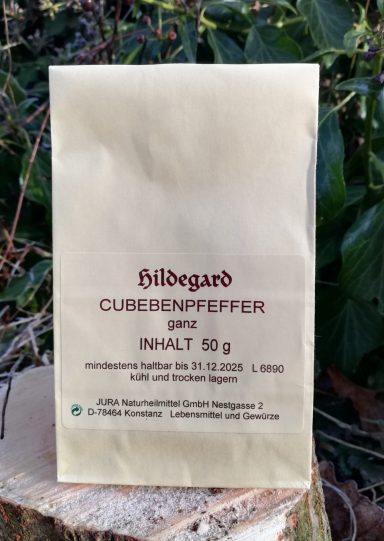 Hildegard
CUBEBENPFEFFER
ganz
INHALT 50 g
mindestens haltbar bis 31.12.2025 L 6890
kühl und trocken lagern
JURA Naturheilmittel GmbH Nestgasse 2
D-78464 Konstanz Lebensmittel und Gewürze